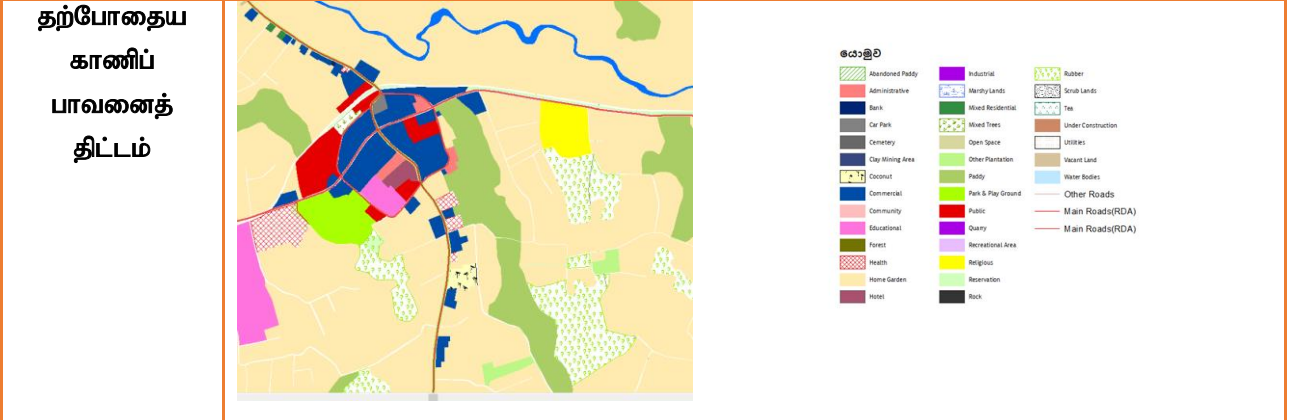 தற்போதைய
காணிப்
பாவனைத்
திட்டம்
යොමුව
Abandoned Paddy
Administrative
Bank
Car Park
Cemetery
Clay Mining Area
Coconut
Commercial
Community
Educational
Forest
Health
Home Garden
Hotel
Industrial
Marshy Lands
Mixed Residential
Mixed Trees
Open Space
Other Plantation
Paddy
Park & Play Ground
Public
Quarry
Recreational Area
Religious
Reservation
Rock
Rubber
Scrub Lands
Tea
Under Construction
Utilities
Vacant Land
Water Bodies
Other Roads
Main Roads(RDA)
Main Roads(RDA)